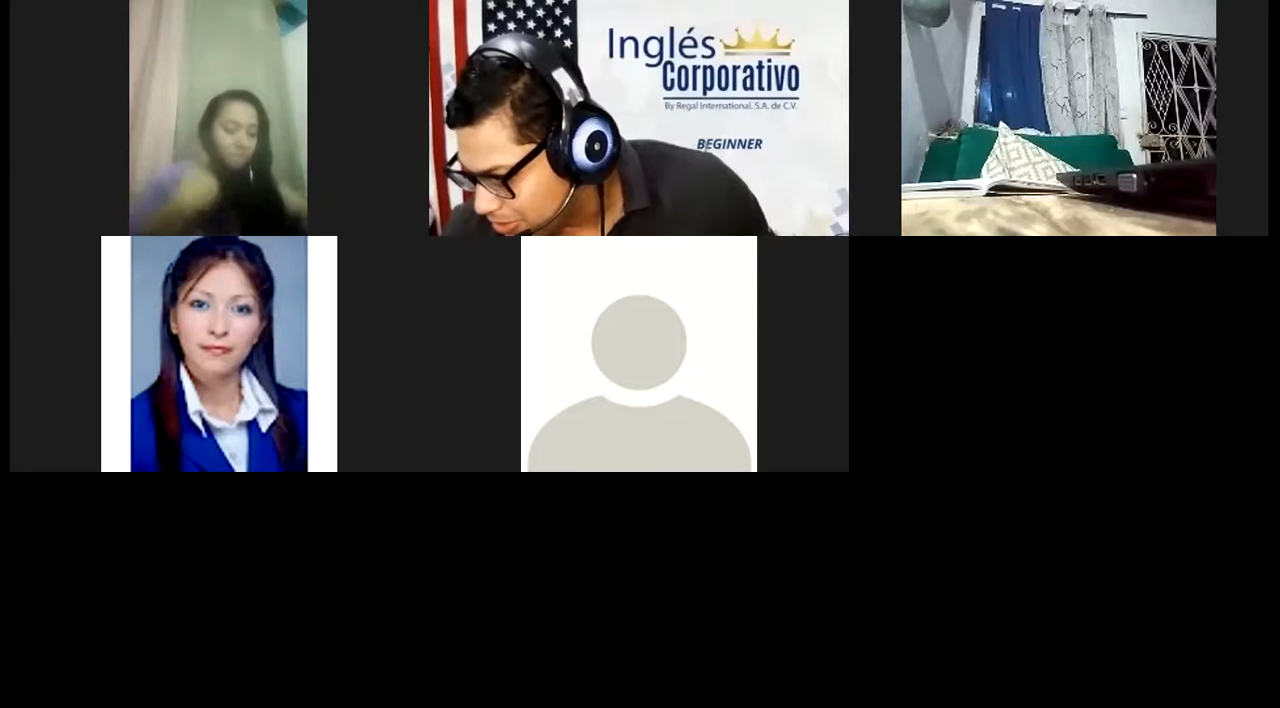 Inglés
Corporativo
By Regal International, S.A. de C.V.
BEGINNER